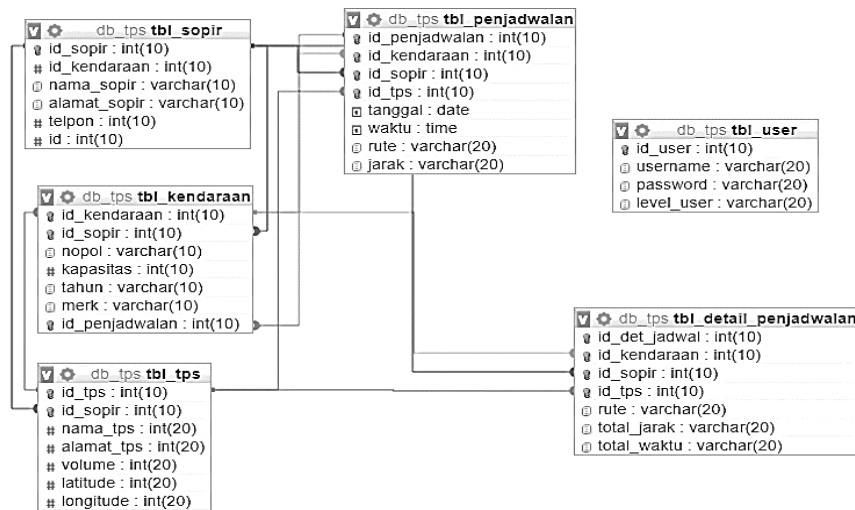 db_tps tbl_sopir
id_sopir : int(10)
id_kendaraan : int(10)
nama_sopir : varchar(10)
alamat_sopir : varchar(10)
telpon : int(10)
id : int(10)
db_tps tbl_penjadwalan
id_penjadwalan : int(10)
id_kendaraan : int(10)
id_sopir : int(10)
id_tps : int(10)
tanggal : date
waktu : time
rute : varchar(20)
jarak : varchar(20)
db_tps tbl_user
id_user : int(10)
username : varchar(20)
password : varchar(20)
level_user : varchar(20)
db_tps tbl_kendaraan
id_kendaraan : int(10)
id_sopir : int(10)
nopol : varchar(10)
kapasitas : int(10)
tahun : varchar(10)
merk : varchar(10)
id_penjadwalan : int(10)
db_tps tbl_detail_penjadwalan
id_det_jadwal : int(10)
id_kendaraan : int(10)
id_sopir : int(10)
id_tps : int(10)
rute : varchar(20)
total_jarak : varchar(20)
total_waktu : varchar(20)
db_tps tbl_tps
id_tps : int(10)
id_sopir : int(10)
nama_tps : int(20)
alamat_tps : int(20)
volume : int(20)
latitude : int(20)
longitude : int(20)